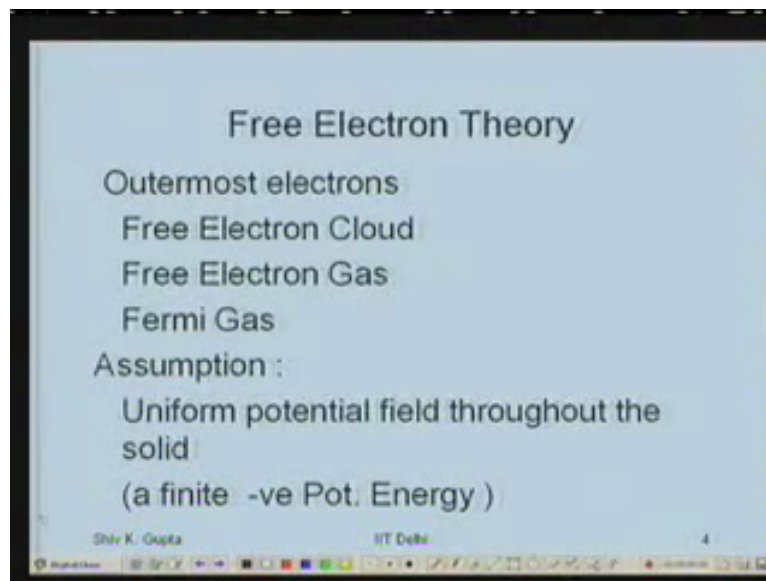 Free Electron Theory
Outermost electrons
Free Electron Cloud
Free Electron Gas
Fermi Gas
Assumption :
Uniform potential field throughout the
solid
(a finite -ve Pot. Energy )
Shiv K. Gupta IIT Delhi 4